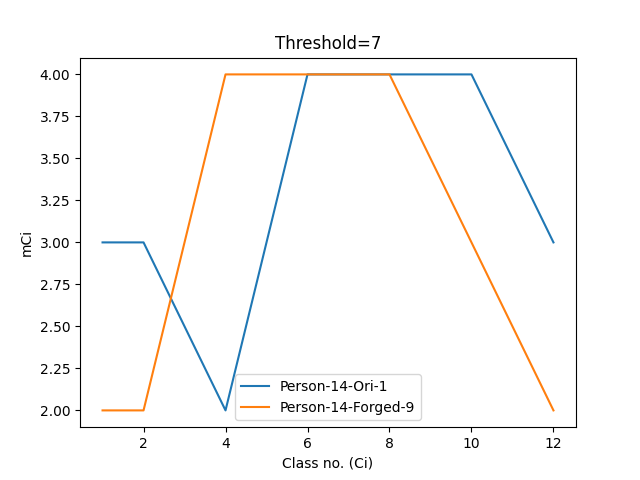 Threshold=7
4.00
3.75
3.50
3.25
3.00
2.75
2.50
2.25
2.00
mCi
2 4 6 8 10 12
Class no. (Ci)
Person-14-Ori-1
Person-14-Forged-9